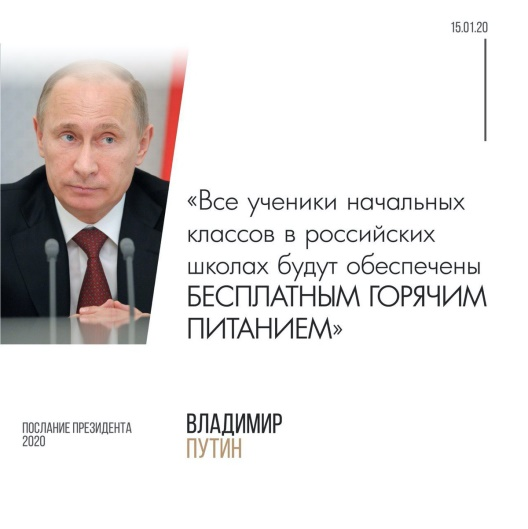 15.01.20
«Все ученики начальных
классов в российских
школах будут обеспечены
БЕСПЛАТНЫМ ГОРЯЧИМ
ПИТАНИЕМ»
ПОСЛАНИЕ ПРЕЗИДЕНТА
2020
ВЛАДИМИР
ПУТИН